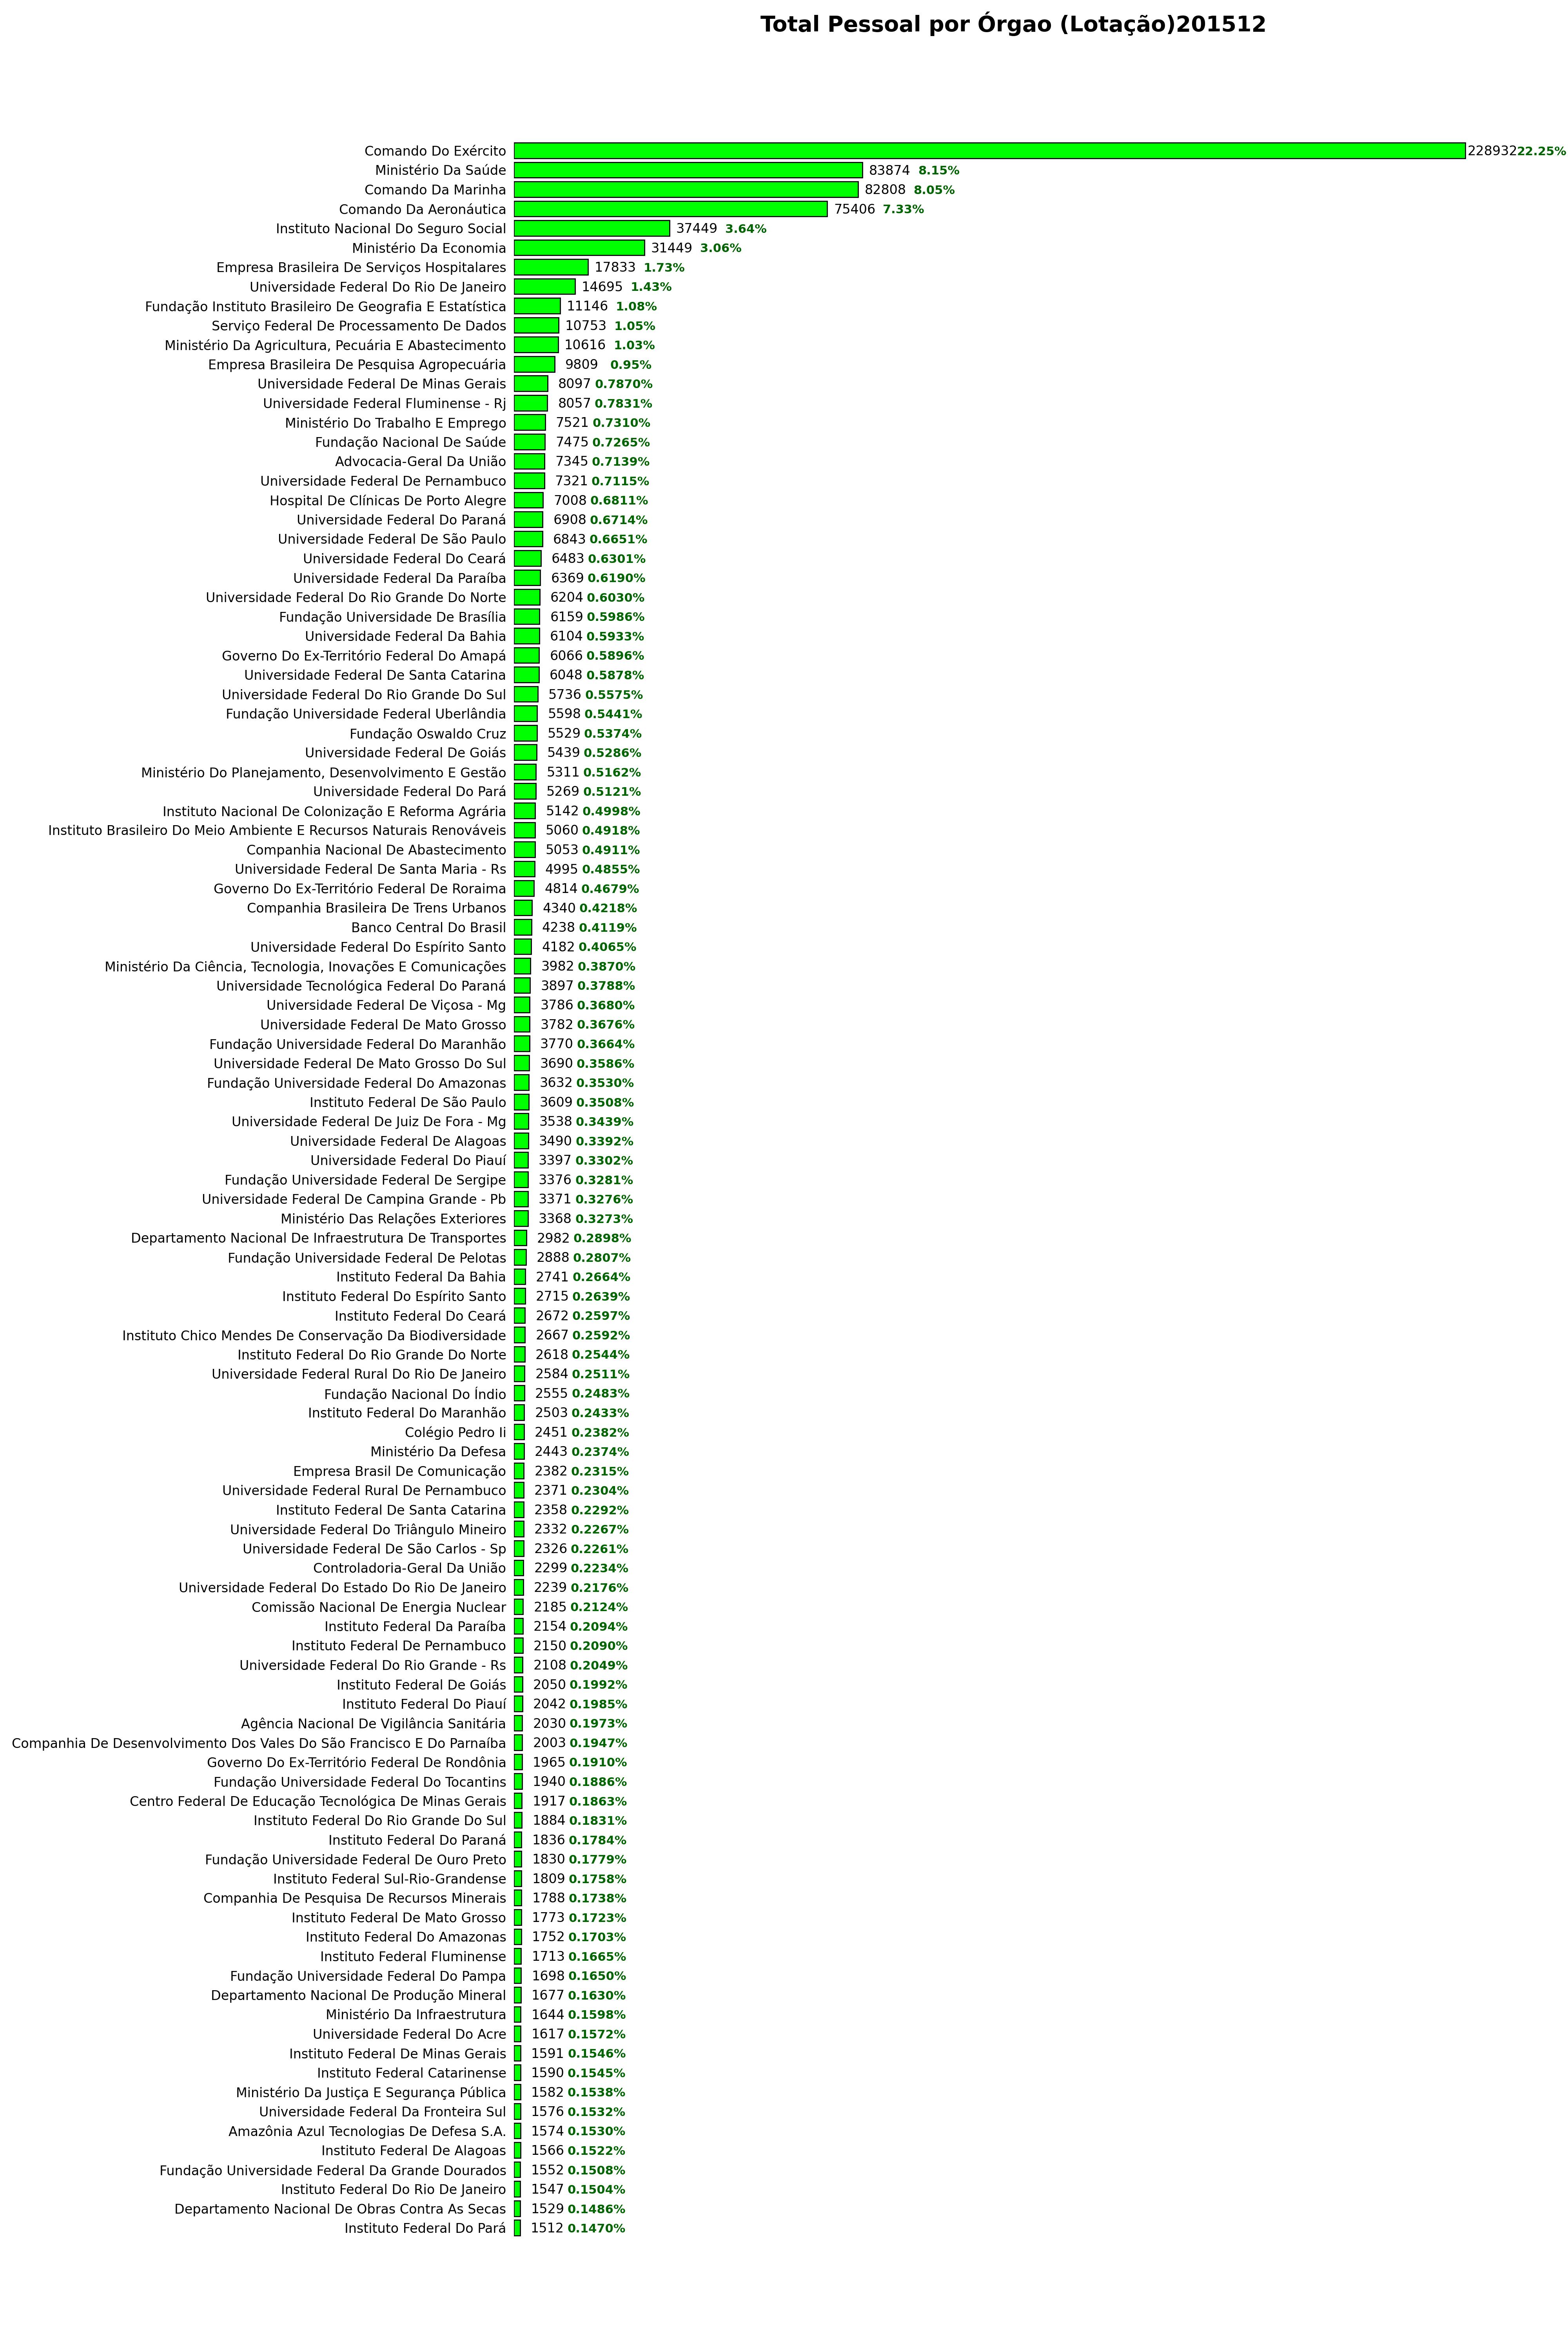 Total Pessoal por Órgao (Lotação)201512
Comando Do Exército 228932 22.25%
Ministério Da Saúde 83874 8.15%
Comando Da Marinha 82808 8.05%
Comando Da Aeronáutica 75406 7.33%
Instituto Nacional Do Seguro Social 37449 3.64%
Ministério Da Economia 31449 3.06%
Empresa Brasileira De Serviços Hospitalares 17833 1.73%
Universidade Federal Do Rio De Janeiro 14695 1.43%
Fundação Instituto Brasileiro De Geografia E Estatística 11146 1.08%
Serviço Federal De Processamento De Dados 10753 1.05%
Ministério Da Agricultura, Pecuária E Abastecimento 10616 1.03%
Empresa Brasileira De Pesquisa Agropecuária 9809 0.95%
Universidade Federal De Minas Gerais 8097 0.7870%
Universidade Federal Fluminense - Rj 8057 0.7831%
Ministério Do Trabalho E Emprego 7521 0.7310%
Fundação Nacional De Saúde 7475 0.7265%
Advocacia-Geral Da União 7345 0.7139%
Universidade Federal De Pernambuco 7321 0.7115%
Hospital De Clínicas De Porto Alegre 7008 0.6811%
Universidade Federal Do Paraná 6908 0.6714%
Universidade Federal De São Paulo 6843 0.6651%
Universidade Federal Do Ceará 6483 0.6301%
Universidade Federal Da Paraíba 6369 0.6190%
Universidade Federal Do Rio Grande Do Norte 6204 0.6030%
Fundação Universidade De Brasília 6159 0.5986%
Universidade Federal Da Bahia 6104 0.5933%
Governo Do Ex-Território Federal Do Amapá 6066 0.5896%
Universidade Federal De Santa Catarina 6048 0.5878%
Universidade Federal Do Rio Grande Do Sul 5736 0.5575%
Fundação Universidade Federal Uberlândia 5598 0.5441%
Fundação Oswaldo Cruz 5529 0.5374%
Universidade Federal De Goiás 5439 0.5286%
Ministério Do Planejamento, Desenvolvimento E Gestão 5311 0.5162%
Universidade Federal Do Pará 5269 0.5121%
Instituto Nacional De Colonização E Reforma Agrária 5142 0.4998%
Instituto Brasileiro Do Meio Ambiente E Recursos Naturais Renováveis 5060 0.4918%
Companhia Nacional De Abastecimento 5053 0.4911%
Universidade Federal De Santa Maria - Rs 4995 0.4855%
Governo Do Ex-Território Federal De Roraima 4814 0.4679%
Companhia Brasileira De Trens Urbanos 4340 0.4218%
Banco Central Do Brasil 4238 0.4119%
Universidade Federal Do Espírito Santo 4182 0.4065%
Ministério Da Ciência, Tecnologia, Inovações E Comunicações 3982 0.3870%
Universidade Tecnológica Federal Do Paraná 3897 0.3788%
Universidade Federal De Viçosa - Mg 3786 0.3680%
Universidade Federal De Mato Grosso 3782 0.3676%
Fundação Universidade Federal Do Maranhão 3770 0.3664%
Universidade Federal De Mato Grosso Do Sul 3690 0.3586%
Fundação Universidade Federal Do Amazonas 3632 0.3530%
Instituto Federal De São Paulo 3609 0.3508%
Universidade Federal De Juiz De Fora - Mg 3538 0.3439%
Universidade Federal De Alagoas 3490 0.3392%
Universidade Federal Do Piauí 3397 0.3302%
Fundação Universidade Federal De Sergipe 3376 0.3281%
Universidade Federal De Campina Grande - Pb 3371 0.3276%
Ministério Das Relações Exteriores 3368 0.3273%
Departamento Nacional De Infraestrutura De Transportes 2982 0.2898%
Fundação Universidade Federal De Pelotas 2888 0.2807%
Instituto Federal Da Bahia 2741 0.2664%
Instituto Federal Do Espírito Santo 2715 0.2639%
Instituto Federal Do Ceará 2672 0.2597%
Instituto Chico Mendes De Conservação Da Biodiversidade 2667 0.2592%
Instituto Federal Do Rio Grande Do Norte 2618 0.2544%
Universidade Federal Rural Do Rio De Janeiro 2584 0.2511%
Fundação Nacional Do Índio 2555 0.2483%
Instituto Federal Do Maranhão 2503 0.2433%
Colégio Pedro Ii 2451 0.2382%
Ministério Da Defesa 2443 0.2374%
Empresa Brasil De Comunicação 2382 0.2315%
Universidade Federal Rural De Pernambuco 2371 0.2304%
Instituto Federal De Santa Catarina 2358 0.2292%
Universidade Federal Do Triângulo Mineiro 2332 0.2267%
Universidade Federal De São Carlos - Sp 2326 0.2261%
Controladoria-Geral Da União 2299 0.2234%
Universidade Federal Do Estado Do Rio De Janeiro 2239 0.2176%
Comissão Nacional De Energia Nuclear 2185 0.2124%
Instituto Federal Da Paraíba 2154 0.2094%
Instituto Federal De Pernambuco 2150 0.2090%
Universidade Federal Do Rio Grande - Rs 2108 0.2049%
Instituto Federal De Goiás 2050 0.1992%
Instituto Federal Do Piauí 2042 0.1985%
Agência Nacional De Vigilância Sanitária 2030 0.1973%
Companhia De Desenvolvimento Dos Vales Do São Francisco E Do Parnaíba 2003 0.1947%
Governo Do Ex-Território Federal De Rondônia 1965 0.1910%
Fundação Universidade Federal Do Tocantins 1940 0.1886%
Centro Federal De Educação Tecnológica De Minas Gerais 1917 0.1863%
Instituto Federal Do Rio Grande Do Sul 1884 0.1831%
Instituto Federal Do Paraná 1836 0.1784%
Fundação Universidade Federal De Ouro Preto 1830 0.1779%
Instituto Federal Sul-Rio-Grandense 1809 0.1758%
Companhia De Pesquisa De Recursos Minerais 1788 0.1738%
Instituto Federal De Mato Grosso 1773 0.1723%
Instituto Federal Do Amazonas 1752 0.1703%
Instituto Federal Fluminense 1713 0.1665%
Fundação Universidade Federal Do Pampa 1698 0.1650%
Departamento Nacional De Produção Mineral 1677 0.1630%
Ministério Da Infraestrutura 1644 0.1598%
Universidade Federal Do Acre 1617 0.1572%
Instituto Federal De Minas Gerais 1591 0.1546%
Instituto Federal Catarinense 1590 0.1545%
Ministério Da Justiça E Segurança Pública 1582 0.1538%
Universidade Federal Da Fronteira Sul 1576 0.1532%
Amazônia Azul Tecnologias De Defesa S.A. 1574 0.1530%
Instituto Federal De Alagoas 1566 0.1522%
Fundação Universidade Federal Da Grande Dourados 1552 0.1508%
Instituto Federal Do Rio De Janeiro 1547 0.1504%
Departamento Nacional De Obras Contra As Secas 1529 0.1486%
Instituto Federal Do Pará 1512 0.1470%